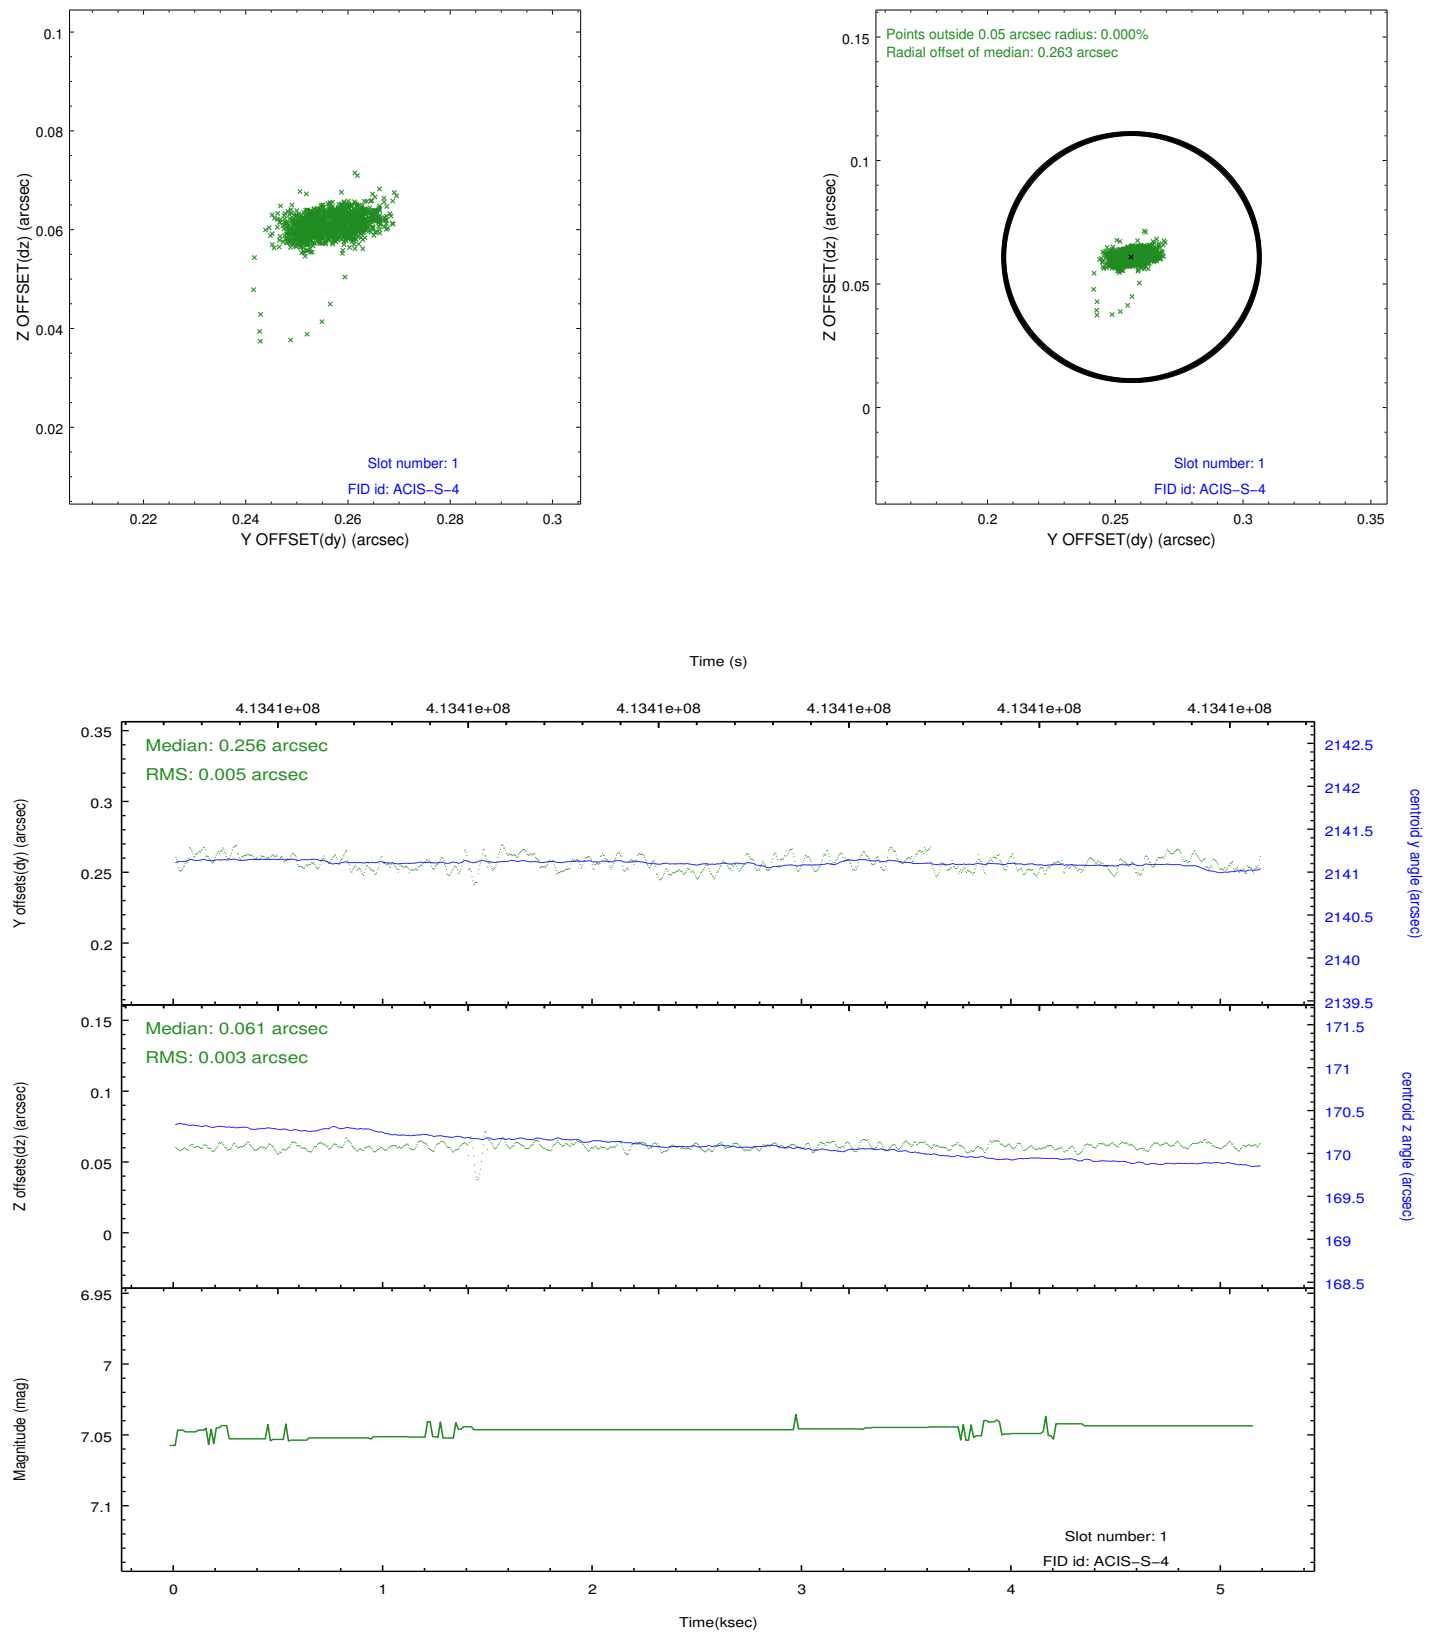 0.1
0.08
0.06
0.04
0.02
Z OFFSET(dz) (arcsec)
Slot number: 1
FID id: ACIS−S−4
0.22 0.24 0.26 0.28 0.3
Y OFFSET(dy) (arcsec)
Points outside 0.05 arcsec radius: 0.000%
Radial offset of median: 0.263 arcsec
0.15
0.1
0.05
0
Z OFFSET(dz) (arcsec)
Slot number: 1
FID id: ACIS−S−4
0.2 0.25 0.3 0.35
Y OFFSET(dy) (arcsec)
Time (s)
4.1341e+08 4.1341e+08 4.1341e+08 4.1341e+08 4.1341e+08 4.1341e+08
Median: 0.256 arcsec
RMS: 0.005 arcsec
0.35
0.3
0.25
0.2
Y offsets(dy) (arcsec)
2142.5
2142
2141.5
2141
2140.5
2140
2139.5
centroid y angle (arcsec)
Median: 0.061 arcsec
RMS: 0.003 arcsec
0.15
0.1
0.05
0
Z offsets(dz) (arcsec)
171.5
171
170.5
170
169.5
169
168.5
centroid z angle (arcsec)
6.95
7
7.05
7.1
Magnitude (mag)
Slot number: 1
FID id: ACIS−S−4
0 1 2 3 4 5
Time(ksec)